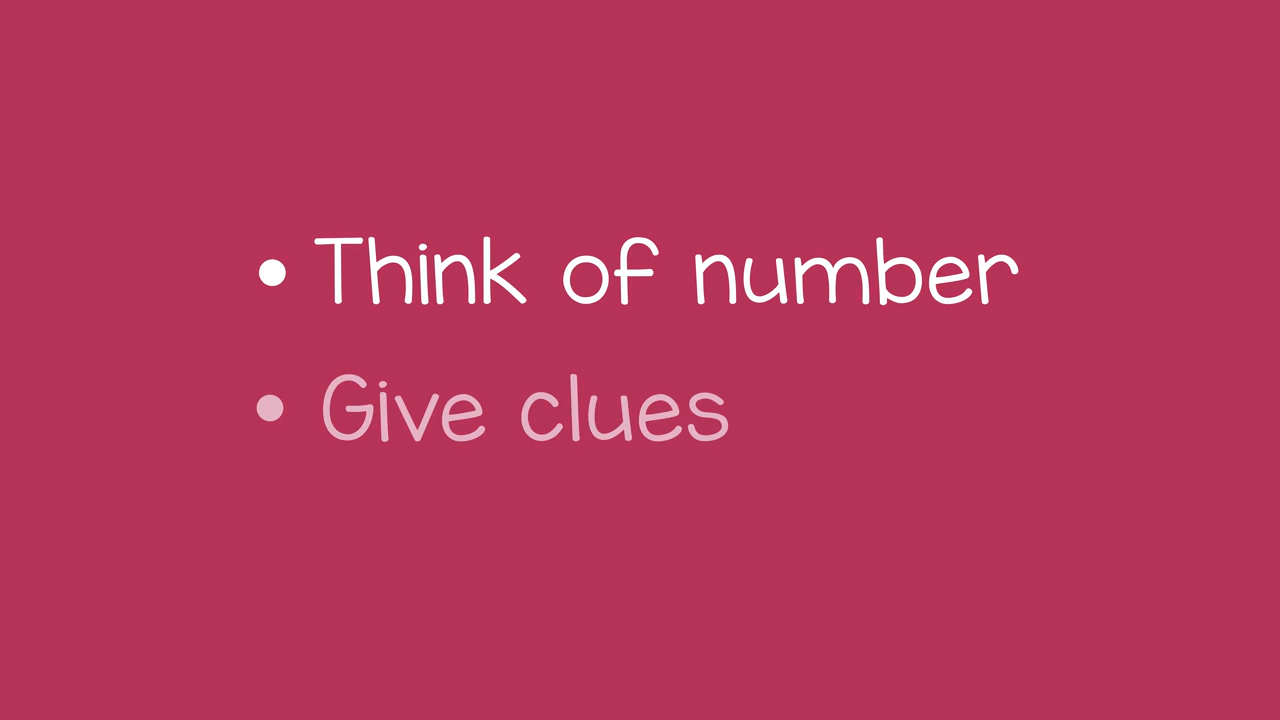 • Think of number
• Give clues